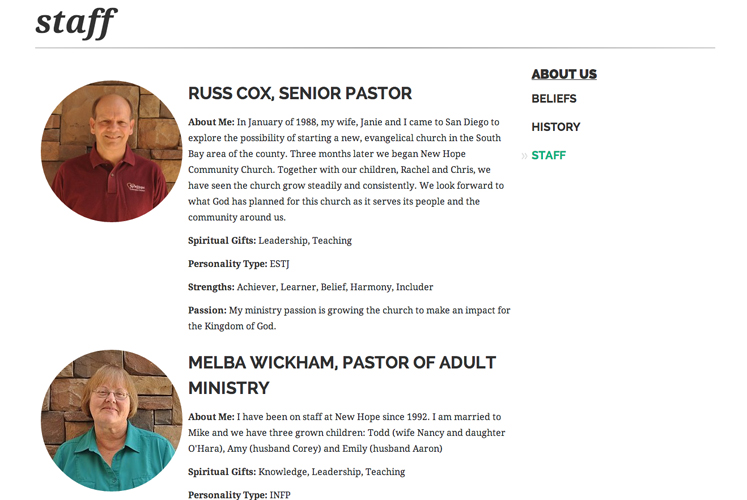 staff
RUSS COX, SENIOR PASTOR
About Me: In January of 1988, my wife, Janie and I came to San Diego to
explore the possibility of starting a new, evangelical church in the South
Bay area of the county. Three months later we began New Hope
Community Church. Together with our children, Rachel and Chris, we
have seen the church grow steadily and consistently. We look forward to
what God has planned for this church as it serves its people and the
community around us.
Spiritual Gifts: Leadership, Teaching
Personality Type: ESTJ
Strengths: Achiever, Learner, Belief, Harmony, Includer
Passion: My ministry passion is growing the church to make an impact for
the Kingdom of God.
MELBA WICKHAM, PASTOR OF ADULT
MINISTRY
About Me: I have been on staff at New Hope since 1992. I am married to
Mike and we have three grown children: Todd (wife Nancy and daughter
O'Hara), Amy (husband Corey) and Emily (husband Aaron)
Spiritual Gifts: Knowledge, Leadership, Teaching
Personality Type: INFP
ABOUT US
BELIEFS
HISTORY
» STAFF